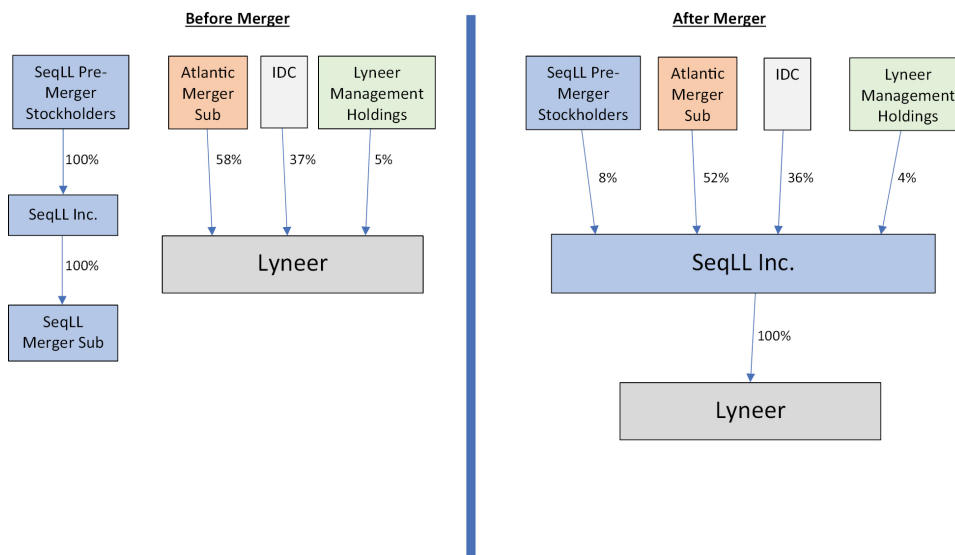 Before Merger
SeqLL Pre-
Merger
Stockholders
Atlantic
Merger
Sub
IDC
Lyneer
Management
Holdings
100%
58%
37%
5%
SeqLL Inc.
Lyneer
100%
SeqLL
Merger Sub
After Merger
SeqLL Pre-
Merger
Stockholders
Atlantic
Merger
Sub
IDC
Lyneer
Management
Holdings
8%
52%
36%
4%
SeqLL Inc.
100%
Lyneer